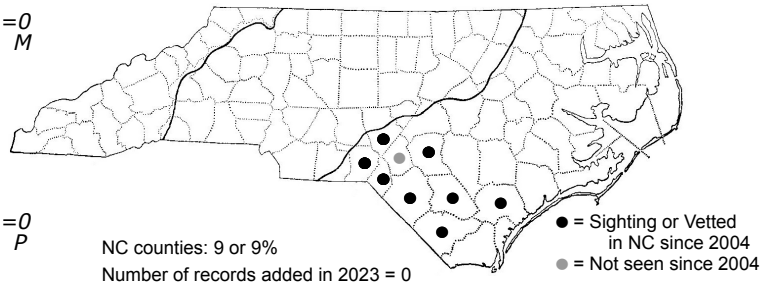 =0
M
=0
P
NC counties: 9 or 9%
Number of records added in 2023 = 0
= Sighting or Vetted
in NC since 2004
= Not seen since 2004